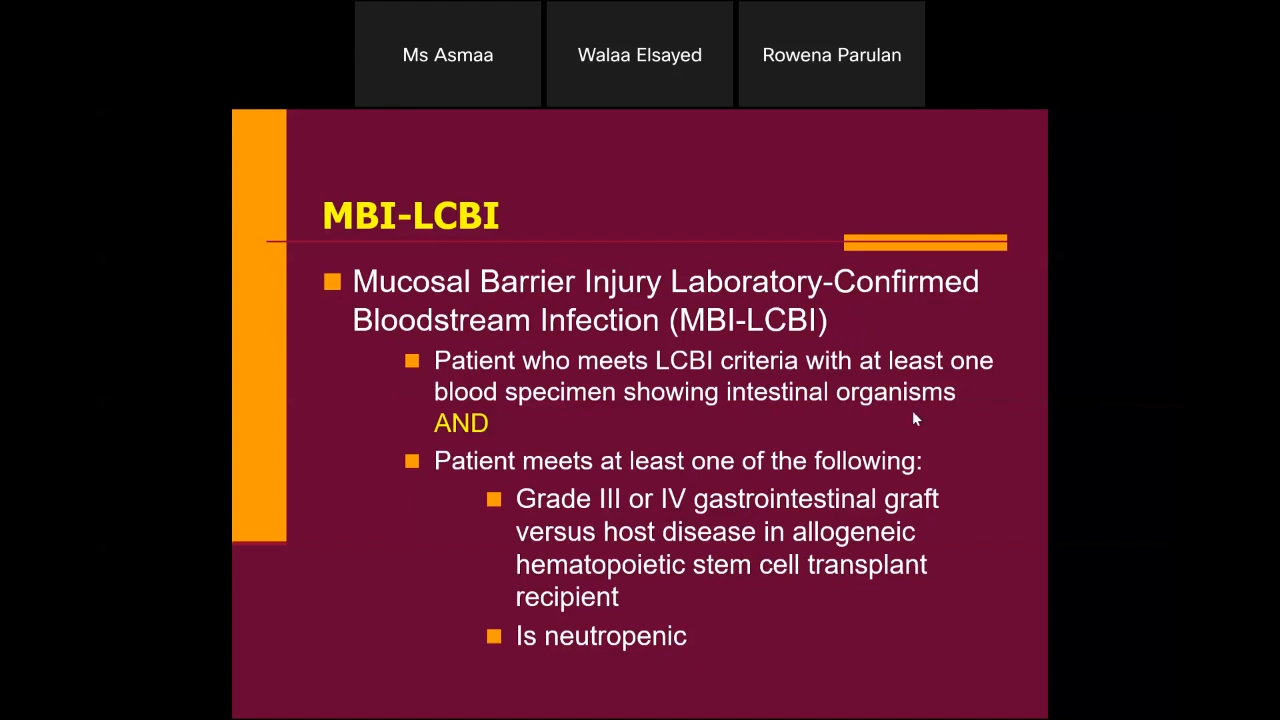 Ms Asmaa
Walaa Elsayed
Rowena Parulan
MBI-LCBI
Mucosal Barrier Injury Laboratory-Confirmed
Bloodstream Infection (MBI-LCBI)
Patient who meets LCBI criteria with at least one
blood specimen showing intestinal organisms
AND
Patient meets at least one of the following:
Grade III or IV gastrointestinal graft
versus host disease in allogeneic
hematopoietic stem cell transplant
recipient
Is neutropenic